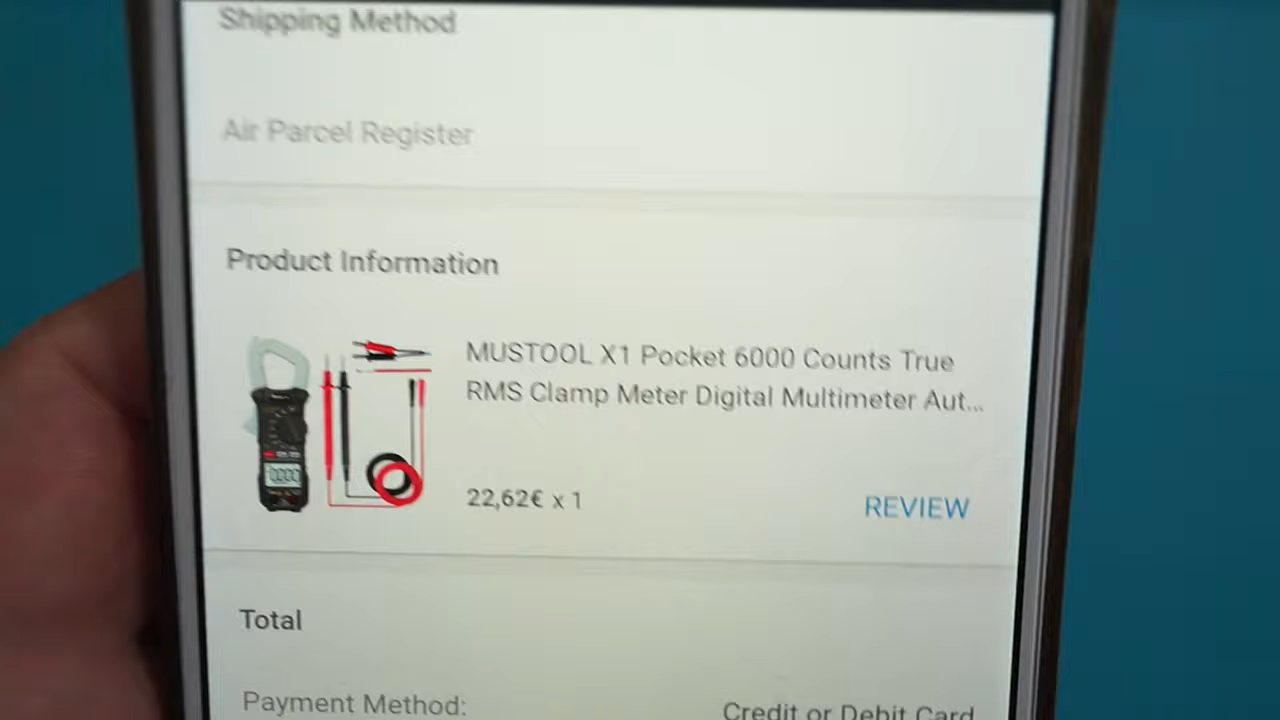 Shipping Method
Air Parcel Register
Product Information
MUSTOOL X1 Pocket 6000 Counts True
RMS Clamp Meter Digital Multimeter Aut...
22,62€ x 1
REVIEW
Total
Payment Method:
Credit or Debit Card